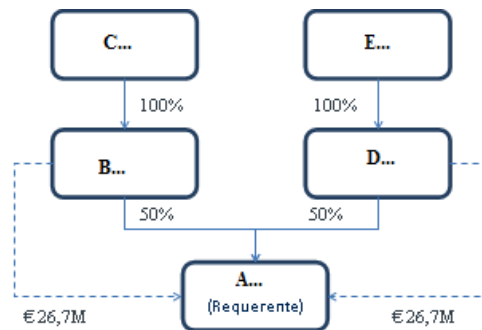 C...
E...
100%
100%
B...
D...
50%
50%
A...
(Requerente)
€26,7M
€26,7M